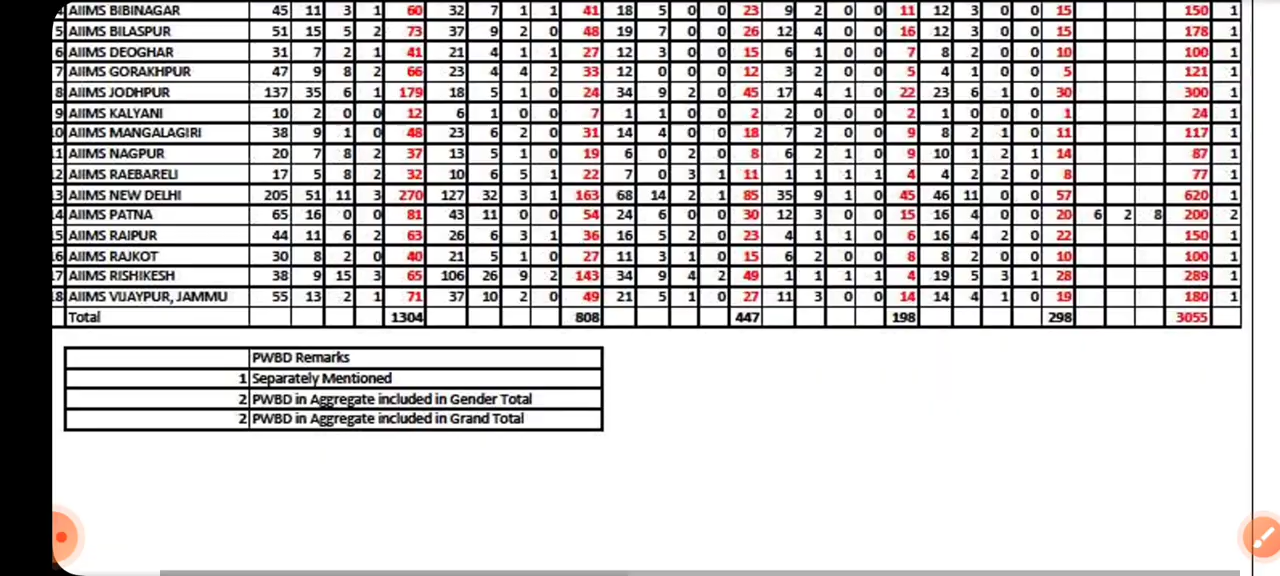 4 AIIMS BIBINAGAR 45 11 3 1 60 32 7 1 1 41 18 5 0 0 23 9 2 0 0 11 12 3 0 0 15 150 1
5 AIIMS BILASPUR 51 15 5 2 73 37 9 2 0 48 19 7 0 0 26 12 4 0 0 16 12 3 0 0 15 178 1
6 AIIMS DEOGHAR 31 7 2 1 41 21 4 1 1 27 12 3 0 0 15 6 1 0 0 7 8 2 0 0 10 100 1
7 AIIMS GORAKHPUR 47 9 8 2 66 23 4 4 2 33 12 0 0 0 12 3 2 0 0 5 4 1 0 0 5 121 1
8 AIIMS JODHPUR 137 35 6 1 179 18 5 1 0 24 34 9 2 0 45 17 4 1 0 22 23 6 1 0 30 300 1
9 AIIMS KALYANI 10 2 0 0 12 6 1 0 0 7 1 1 0 0 2 2 0 0 0 2 1 0 0 0 1 24 1
10 AIIMS MANGALAGIRI 38 9 1 0 48 23 6 2 0 31 14 4 0 0 18 7 2 0 0 9 8 2 1 0 11 117 1
11 AIIMS NAGPUR 20 7 8 2 37 13 5 1 0 19 6 0 2 0 8 6 2 1 0 9 10 1 2 1 14 87 1
12 AIIMS RAEBARELI 17 5 8 2 32 10 6 5 1 22 7 0 3 1 11 1 1 1 1 4 4 2 2 0 8 77 1
13 AIIMS NEW DELHI 205 51 11 3 270 127 32 3 1 163 68 14 2 1 85 35 9 1 0 45 46 11 0 0 57 620 1
14 AIIMS PATNA 65 16 0 0 81 43 11 0 0 54 24 6 0 0 30 12 3 0 0 15 16 4 0 0 20 6 2 8 200 2
15 AIIMS RAIPUR 44 11 6 2 63 26 6 3 1 36 16 5 2 0 23 4 1 1 0 6 16 4 2 0 22 150 1
16 AIIMS RAJKOT 30 8 2 0 40 21 5 1 0 27 11 3 1 0 15 6 2 0 0 8 8 2 0 0 10 100 1
17 AIIMS RISHIKESH 38 9 15 3 65 106 26 9 2 143 34 9 4 2 49 1 1 1 1 4 19 5 3 1 28 289 1
18 AIIMS VIJAYPUR, JAMMU 55 13 2 1 71 37 10 2 0 49 21 5 1 0 27 11 3 0 0 14 14 4 1 0 19 180 1
Total 1304 808 447 198 298 3055
PWBD Remarks
1 Separately Mentioned
2 PWBD in Aggregate included in Gender Total
2 PWBD in Aggregate included in Grand Total